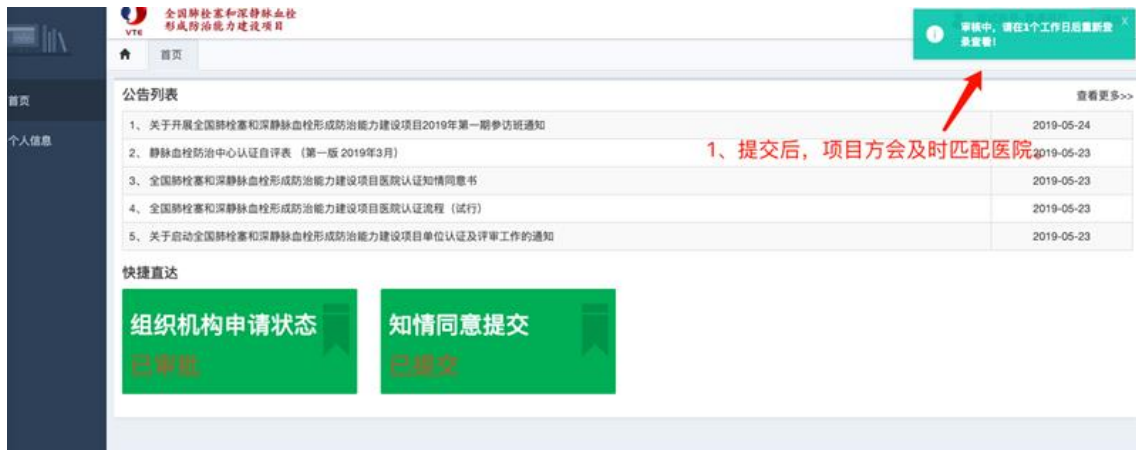 全国肺栓塞和深静脉血栓
形成防治能力建设项目
VTE
审核中，请在1个工作日后重新登
录查看！
X
首页
首页
个人信息
公告列表
查看更多>>
1、 关于开展全国肺栓塞和深静脉血栓形成防治能力建设项目2019年第一期参访班通知 2019-05-24
2、 静脉血栓防治中心认证自评表 （第一版 2019年3月） 2019-05-23
3、 全国肺栓塞和深静脉血栓形成防治能力建设项目医院认证知情同意书 2019-05-23
4、 全国肺栓塞和深静脉血栓形成防治能力建设项目医院认证流程（试行） 2019-05-23
5、 关于启动全国肺栓塞和深静脉血栓形成防治能力建设项目单位认证及评审工作的通知 2019-05-23
1、提交后，项目方会及时匹配医院。
快捷直达
组织机构申请状态
已审批
知情同意提交
已提交